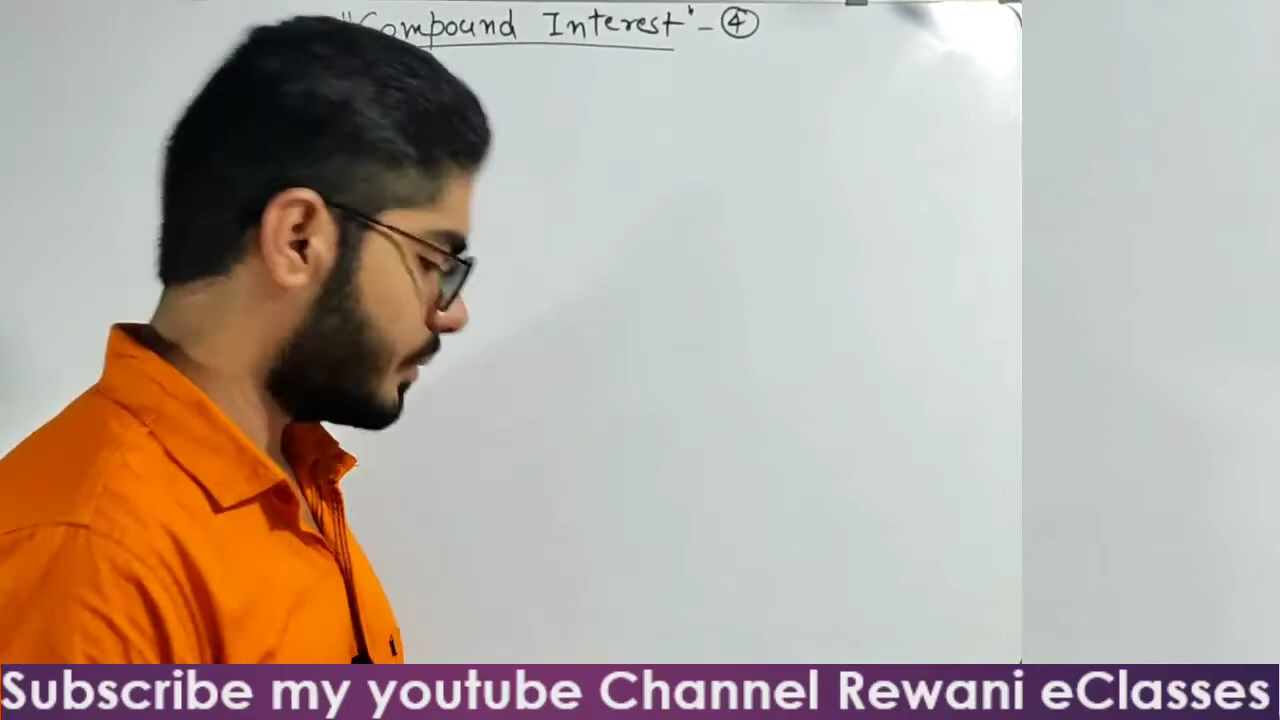 "Compound Interest" - ④
Subscribe my youtube Channel Rewani eClasses